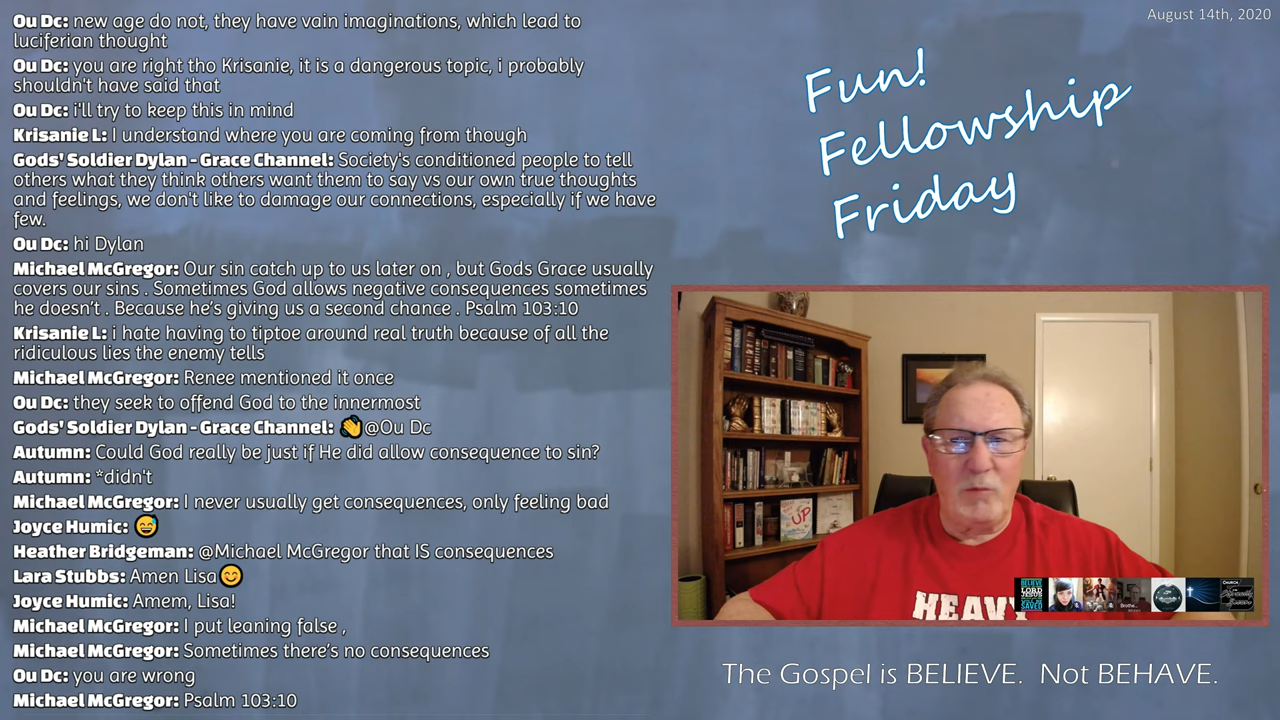 Ou Dc: new age do not, they have vain imaginations, which lead to
luciferian thought
Ou Dc: you are right tho Krisanie, it is a dangerous topic, i probably
shouldn't have said that
Ou Dc: i'll try to keep this in mind
Krisanie L: I understand where you are coming from though
Gods' Soldier Dylan - Grace Channel: Society's conditioned people to tell
others what they think others want them to say vs our own true thoughts
and feelings, we don't like to damage our connections, especially if we have
few.
Ou Dc: hi Dylan
Michael McGregor: Our sin catch up to us later on , but Gods Grace usually
covers our sins . Sometimes God allows negative consequences sometimes
he doesn't . Because he's giving us a second chance . Psalm 103:10
Krisanie L: i hate having to tiptoe around real truth because of all the
ridiculous lies the enemy tells
Michael McGregor: Renee mentioned it once
Ou Dc: they seek to offend God to the innermost
Gods' Soldier Dylan - Grace Channel: 👏@Ou Dc
Autumn: Could God really be just if He did allow consequence to sin?
Autumn: *didn't
Michael McGregor: I never usually get consequences, only feeling bad
Joyce Humic: 😅
Heather Bridgeman: @Michael McGregor that IS consequences
Lara Stubbs: Amen Lisa😊
Joyce Humic: Amem, Lisa!
Michael McGregor: I put leaning false ,
Michael McGregor: Sometimes there's no consequences
Ou Dc: you are wrong
Michael McGregor: Psalm 103:10
August 14th, 2020
Fun!
Fellowship
Friday
UP
HEAVY
BELIEVE
LORD
JESUS
SAVED
Brothe...
CHURCH
The Gospel is BELIEVE. Not BEHAVE.